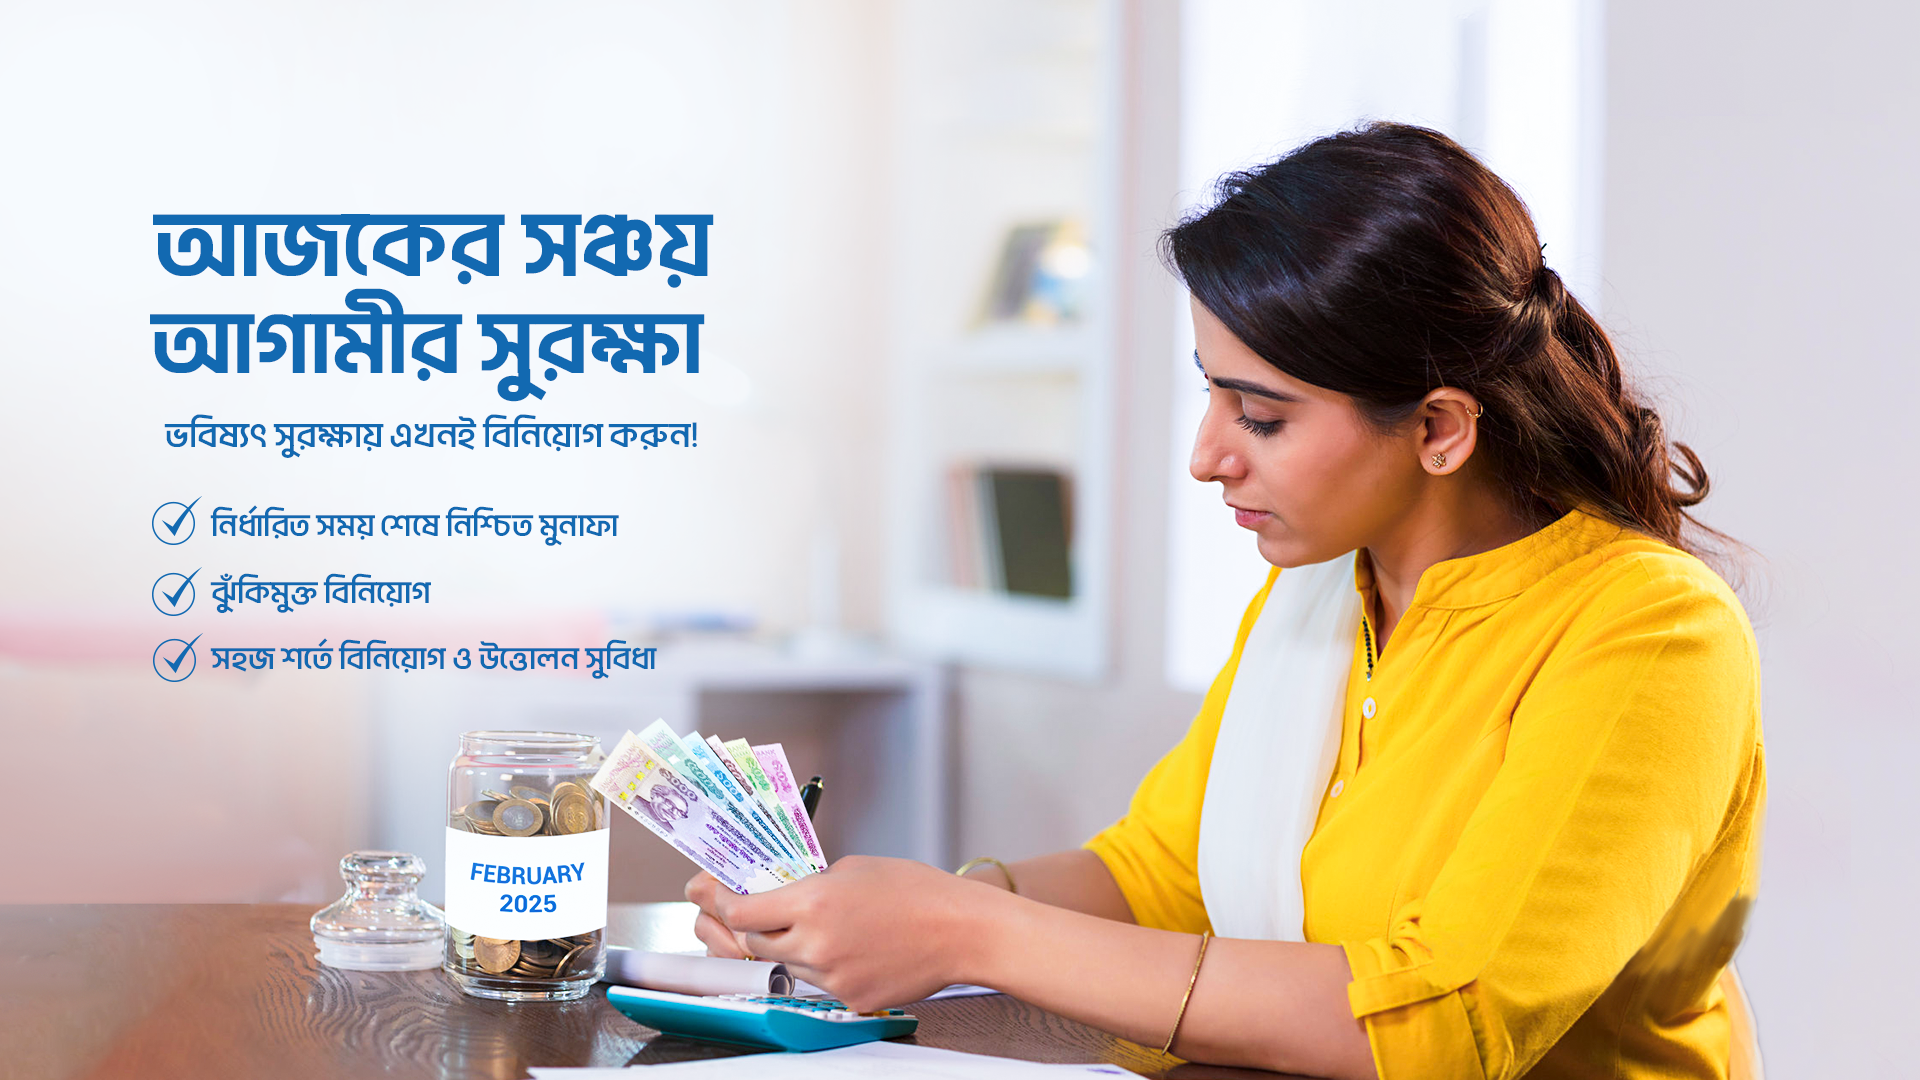 আজকের সঞ্চয়
আগামীর সুরক্ষা
ভবিষ্যৎ সুরক্ষায় এখনই বিনিয়োগ করুন!
নির্ধারিত সময় শেষে নিশ্চিত মুনাফা
ঝুঁকিমুক্ত বিনিয়োগ
সহজ শর্তে বিনিয়োগ ও উত্তোলন সুবিধা
FEBRUARY
2025